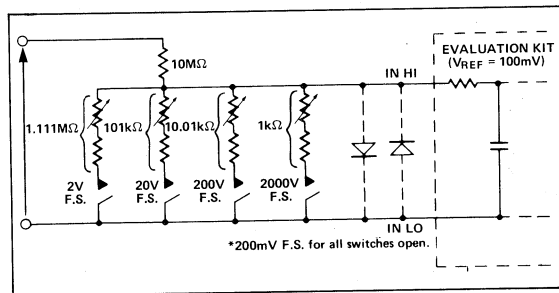 EVALUATION KIT
(VREF = 100mV)
10MΩ
IN HI
1.111MΩ
101kΩ
10.01kΩ
1kΩ
2V
F.S.
20V
F.S.
200V
F.S.
2000V
F.S.
IN LO
*200mV F.S. for all switches open.